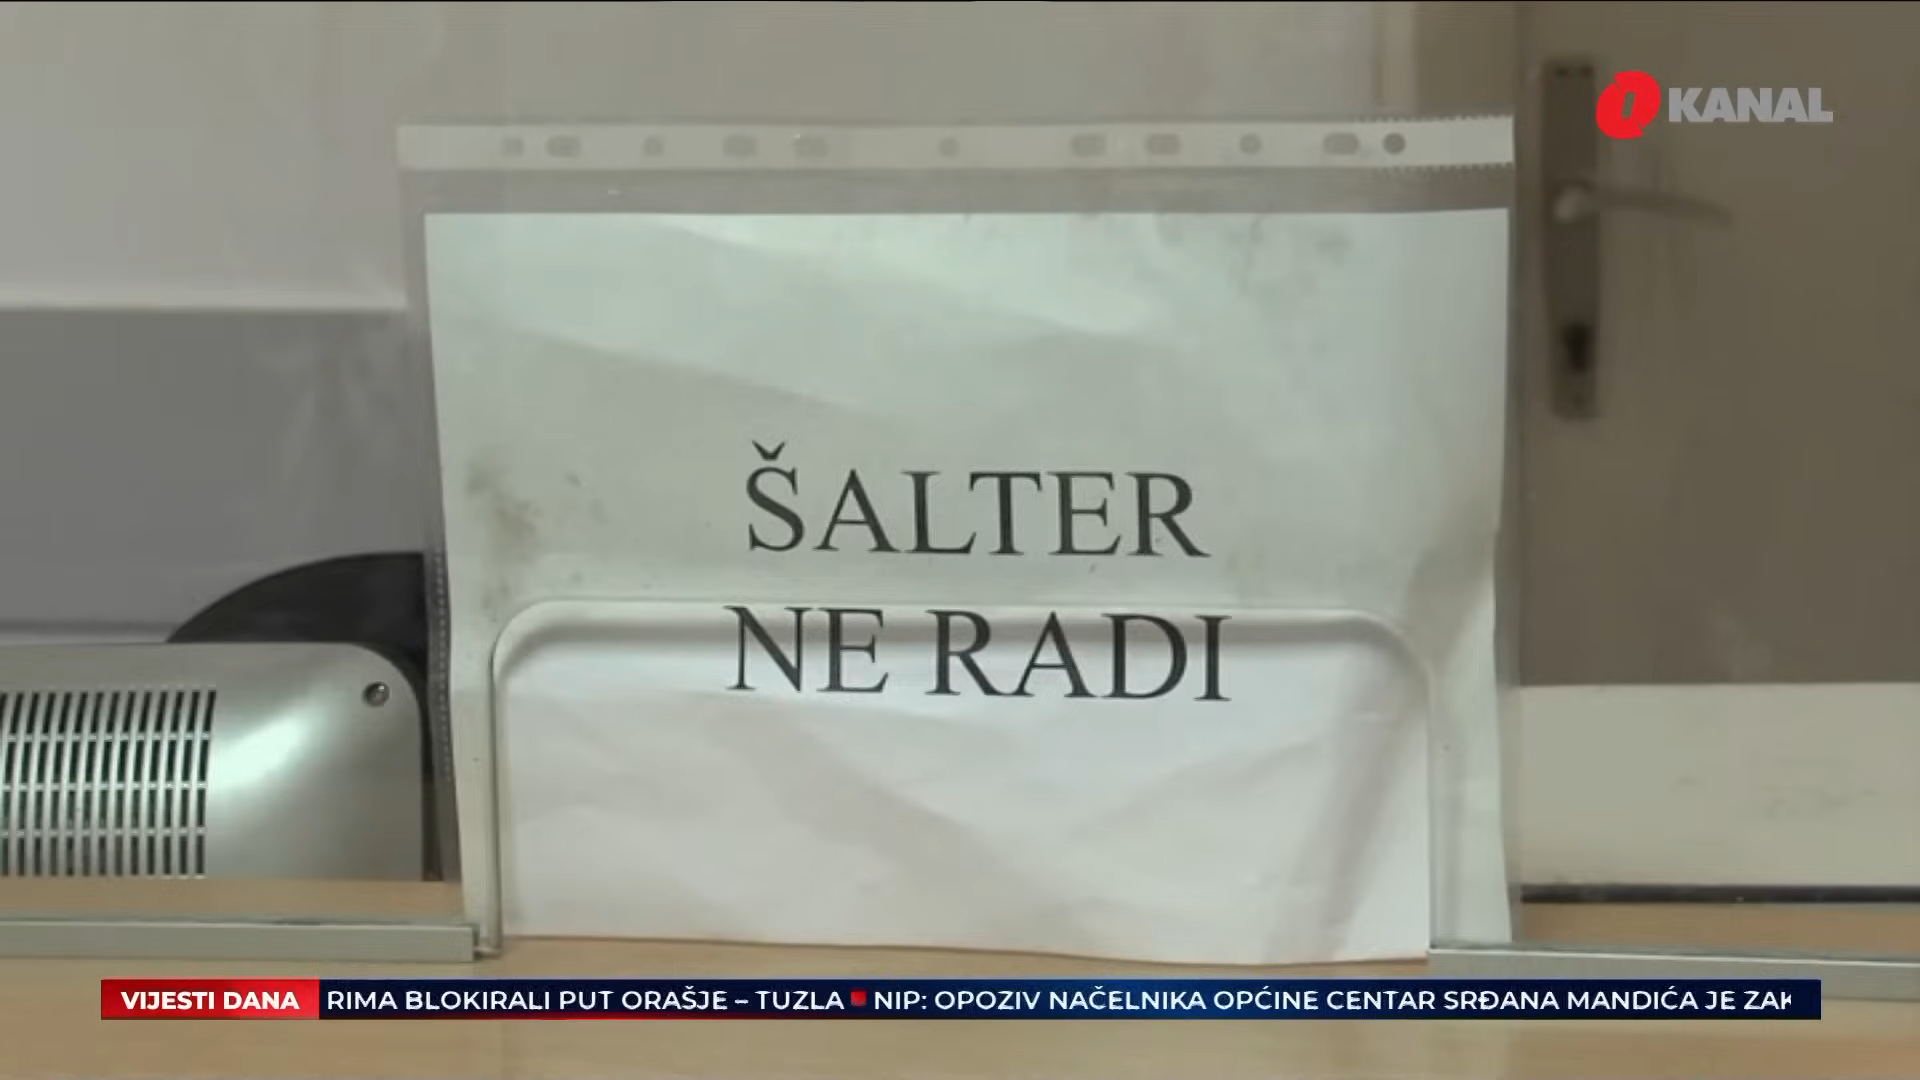 KANAL
ŠALTER
NE RADI
VIJESTI DANA
RIMA BLOKIRALI PUT ORAŠJE – TUZLA ■ NIP: OPOZIV NAČELNIKA OPĆINE CENTAR SRĐANA MANDIĆA JE ZAK